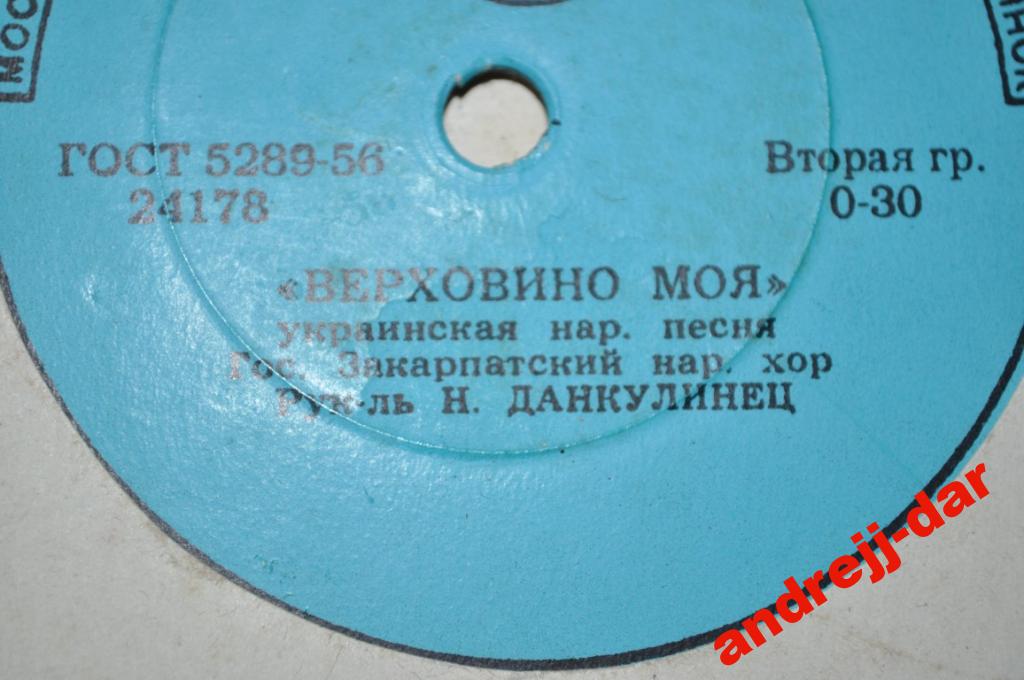 ГОСТ 5289-56
24178
Вторая гр.
0-30
«ВЕРХОВИНО МОЯ»
украинская нар. песня
Гос. Закарпатский нар. хор
Рук-ль Н. ДАНКУЛИНЕЦ
andrejj-dar